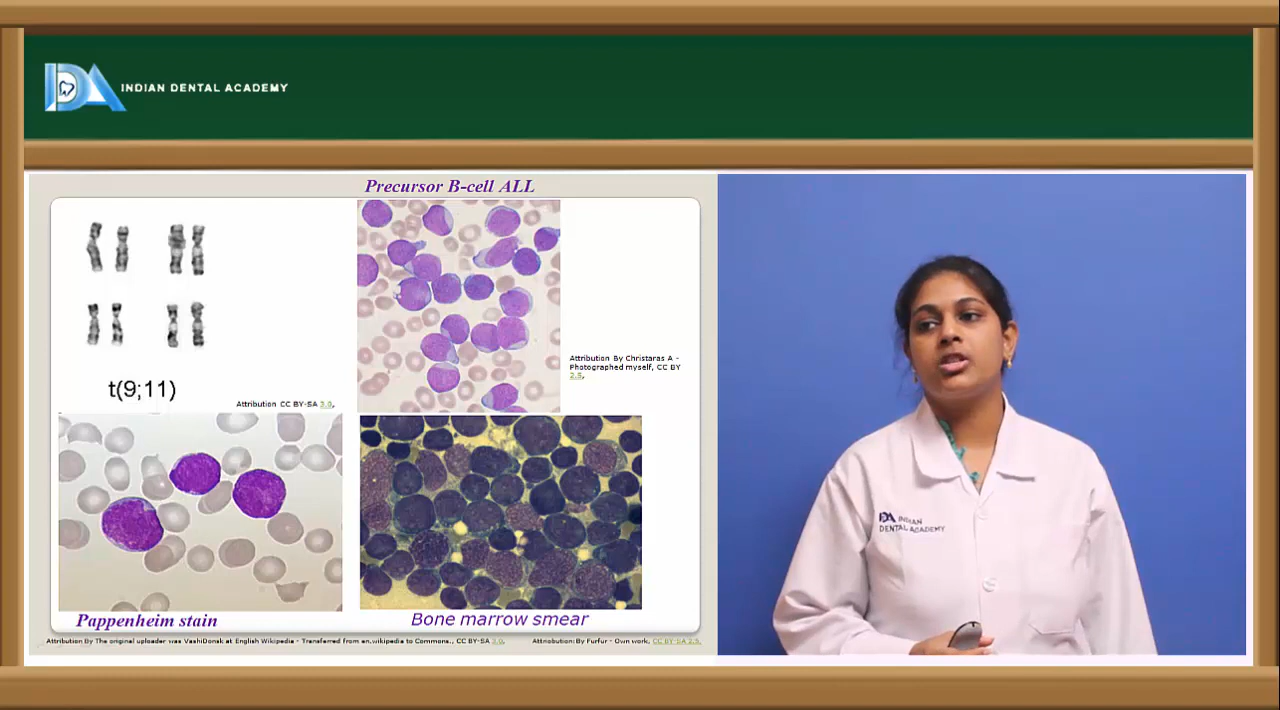 INDIAN DENTAL ACADEMY
Precursor B-cell ALL
t(9;11)
Attribution CC BY-SA 3.0,
Attribution By Christaras A -
Photographed myself, CC BY
2.5,
Pappenheim stain
Bone marrow smear
Attribution By The original uploader was VashiDonsk at English Wikipedia - Transferred from en.wikipedia to Commons., CC BY-SA 3.0,
Attribution: By Furfur - Own work, CC BY-SA 2.5,
IDA INDIAN
DENTAL ACADEMY